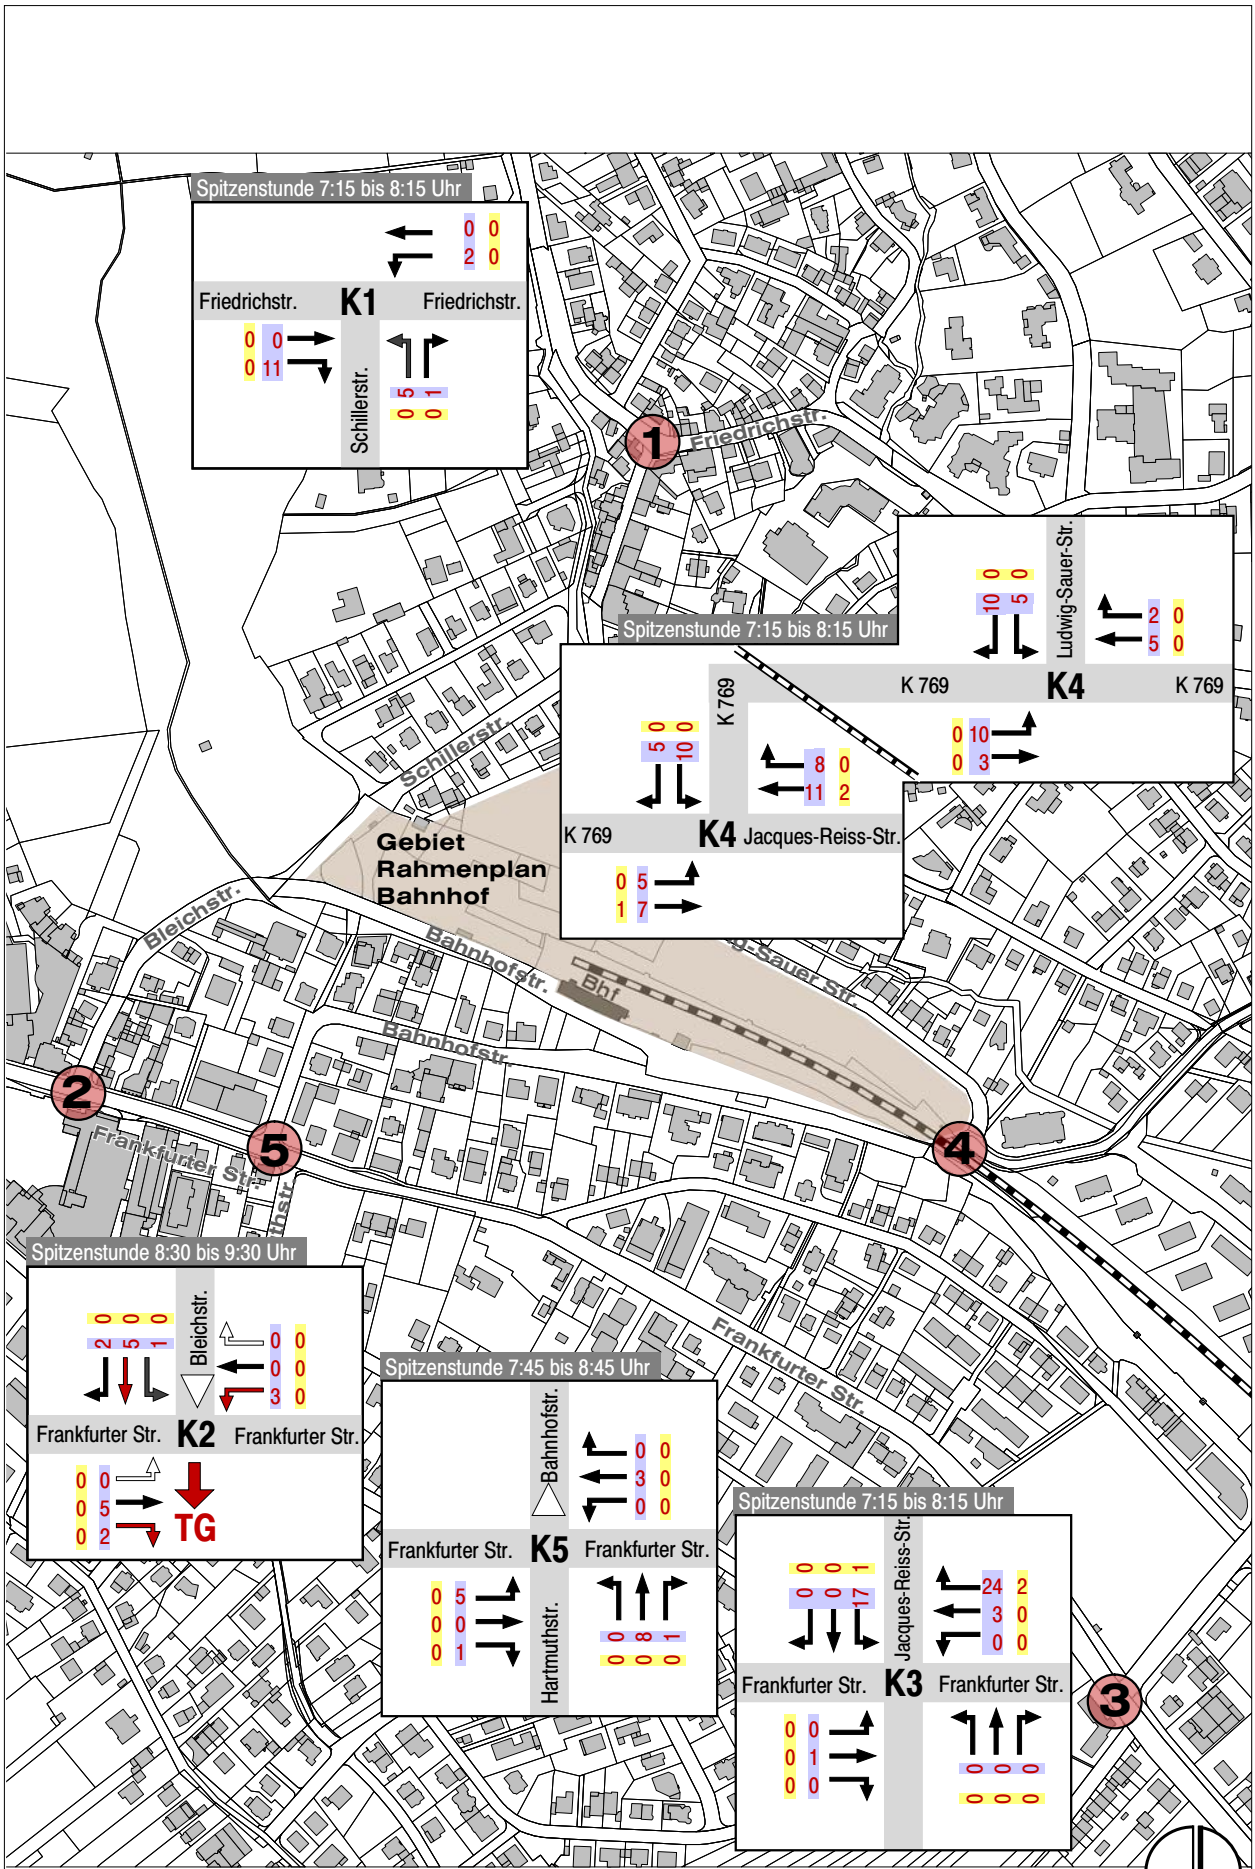 Spitzenstunde 7:15 bis 8:15 Uhr
0 0
2 0
Friedrichstr. K1 Friedrichstr.
0 0
0 11
Schillerstr.
5 1
0 0
1
Friedrichstr.
Ludwig-Sauer-Str.
0 0
10 5
2 0
5 0
K 769 K4 K 769
0 10
0 3
Spitzenstunde 7:15 bis 8:15 Uhr
K 769
0 0
5 10
8 0
11 2
K 769 K4 Jacques-Reiss-Str.
0 5
1 7
Schillerstr.
Gebiet
Rahmenplan
Bahnhof
Bleichstr.
Bahnhofstr.
g-Sauer Str.
Bhf
Bahnhofstr.
2
5
4
Frankfurter Str.
thstr.
Spitzenstunde 8:30 bis 9:30 Uhr
Bleichstr.
0 0 0
2 5 1
0 0
0 0
3 0
Frankfurter Str. K2 Frankfurter Str.
0 0
0 5
0 2
TG
Frankfurter Str.
Spitzenstunde 7:45 bis 8:45 Uhr
Bahnhofstr.
0 0
3 0
0 0
Frankfurter Str. K5 Frankfurter Str.
0 5
0 0
0 1
Hartmuthstr.
0 8 1
0 0 0
Spitzenstunde 7:15 bis 8:15 Uhr
Jacques-Reiss-Str.
0 0 1
0 0 17
24 2
3 0
0 0
Frankfurter Str. K3 Frankfurter Str.
0 0
0 1
0 0
0 0 0
0 0 0
3